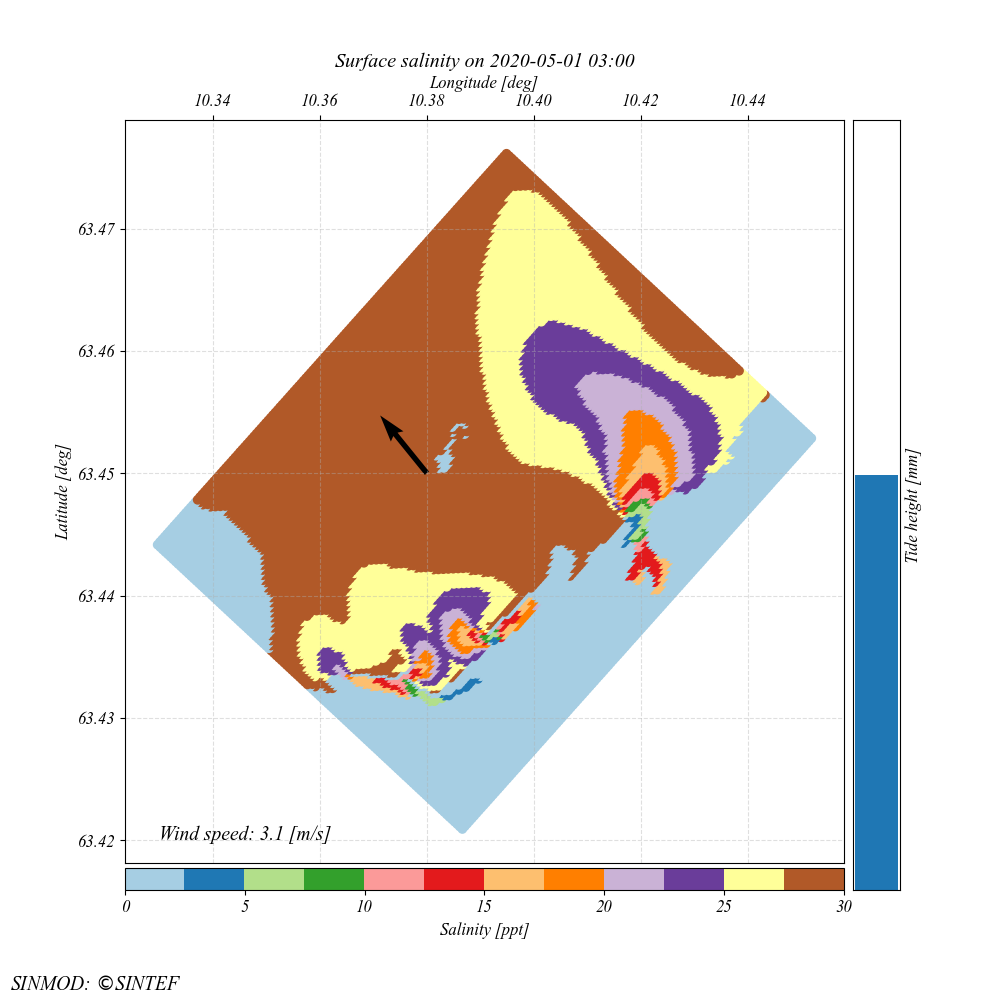 Surface salinity on 2020-05-01 03:00
Longitude [deg]
10.34 10.36 10.38 10.40 10.42 10.44
63.47
63.46
63.45
63.44
63.43
63.42
Latitude [deg]
Tide height [mm]
Wind speed: 3.1 [m/s]
0 5 10 15 20 25 30
Salinity [ppt]
SINMOD: ©SINTEF